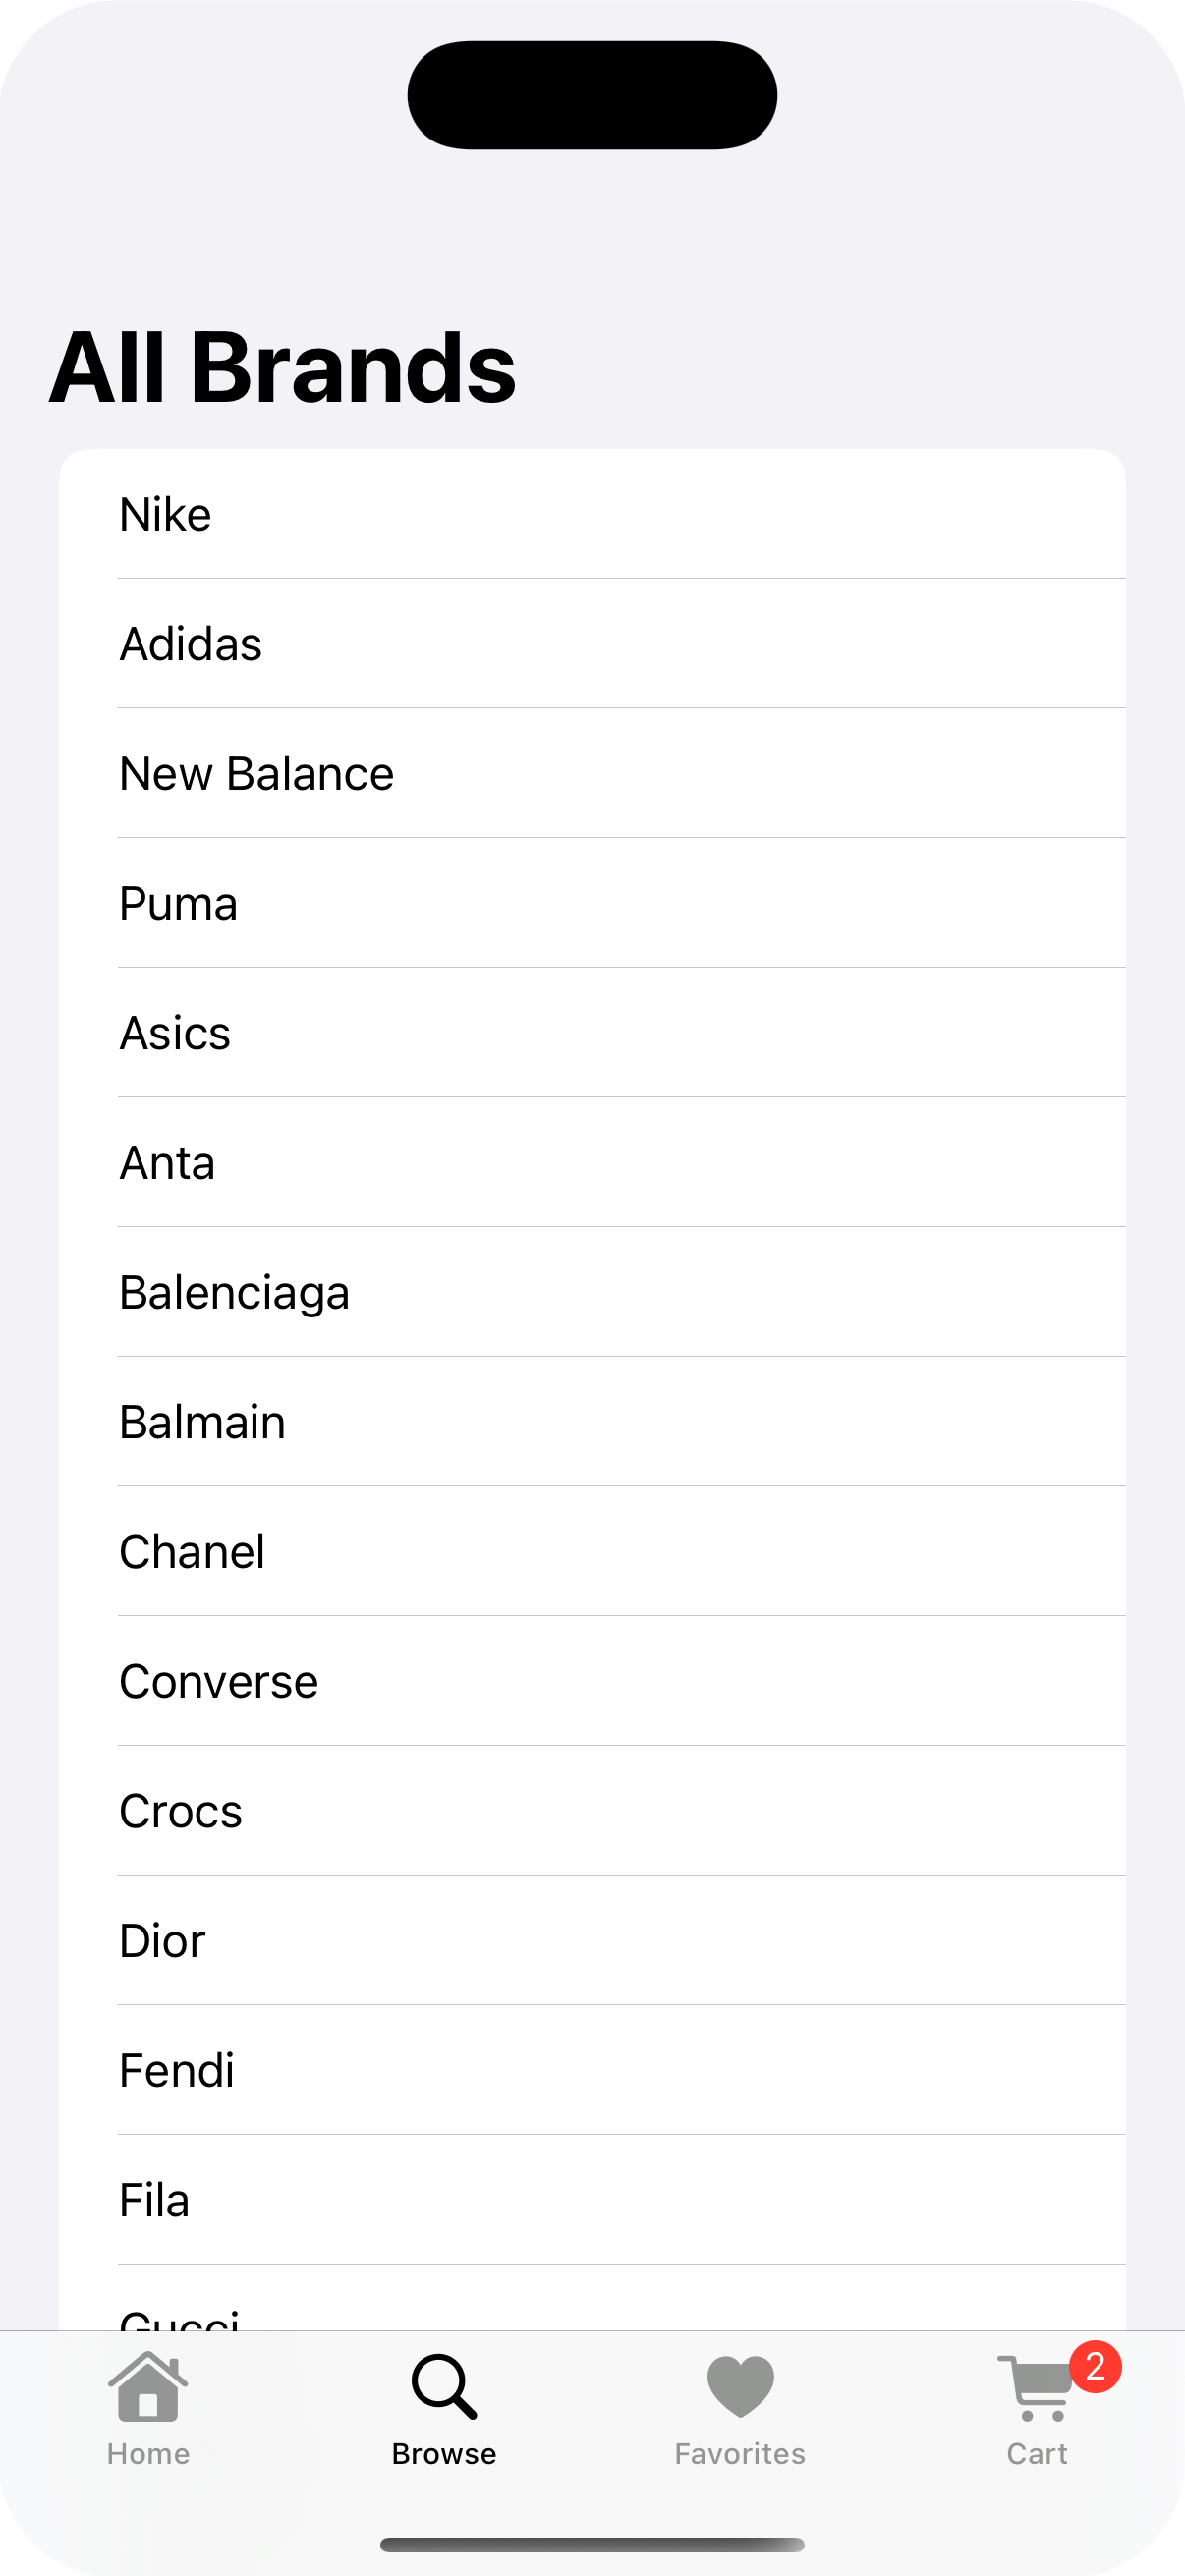 All Brands
Nike
Adidas
New Balance
Puma
Asics
Anta
Balenciaga
Balmain
Chanel
Converse
Crocs
Dior
Fendi
Fila
Gucci
2
Home
Browse
Favorites
Cart